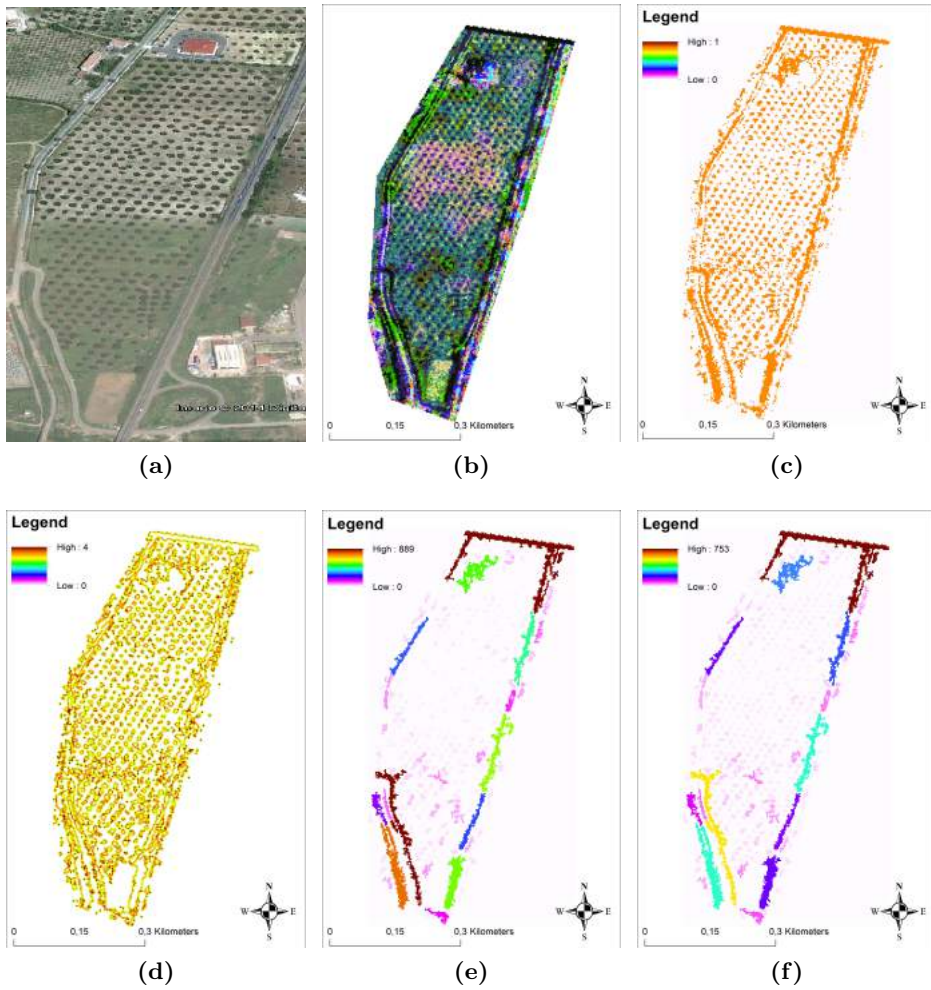 Legend
High : 1
Low : 0
N
W E
S
0 0,15 0,3 Kilometers
N
W E
S
0 0,15 0,3 Kilometers
(a) (b) (c)
Legend
High : 4
Low : 0
Legend
High : 889
Low : 0
Legend
High : 753
Low : 0
N
W E
S
0 0,15 0,3 Kilometers
N
W E
S
0 0,15 0,3 Kilometers
N
W E
S
0 0,15 0,3 Kilometers
(d) (e) (f)